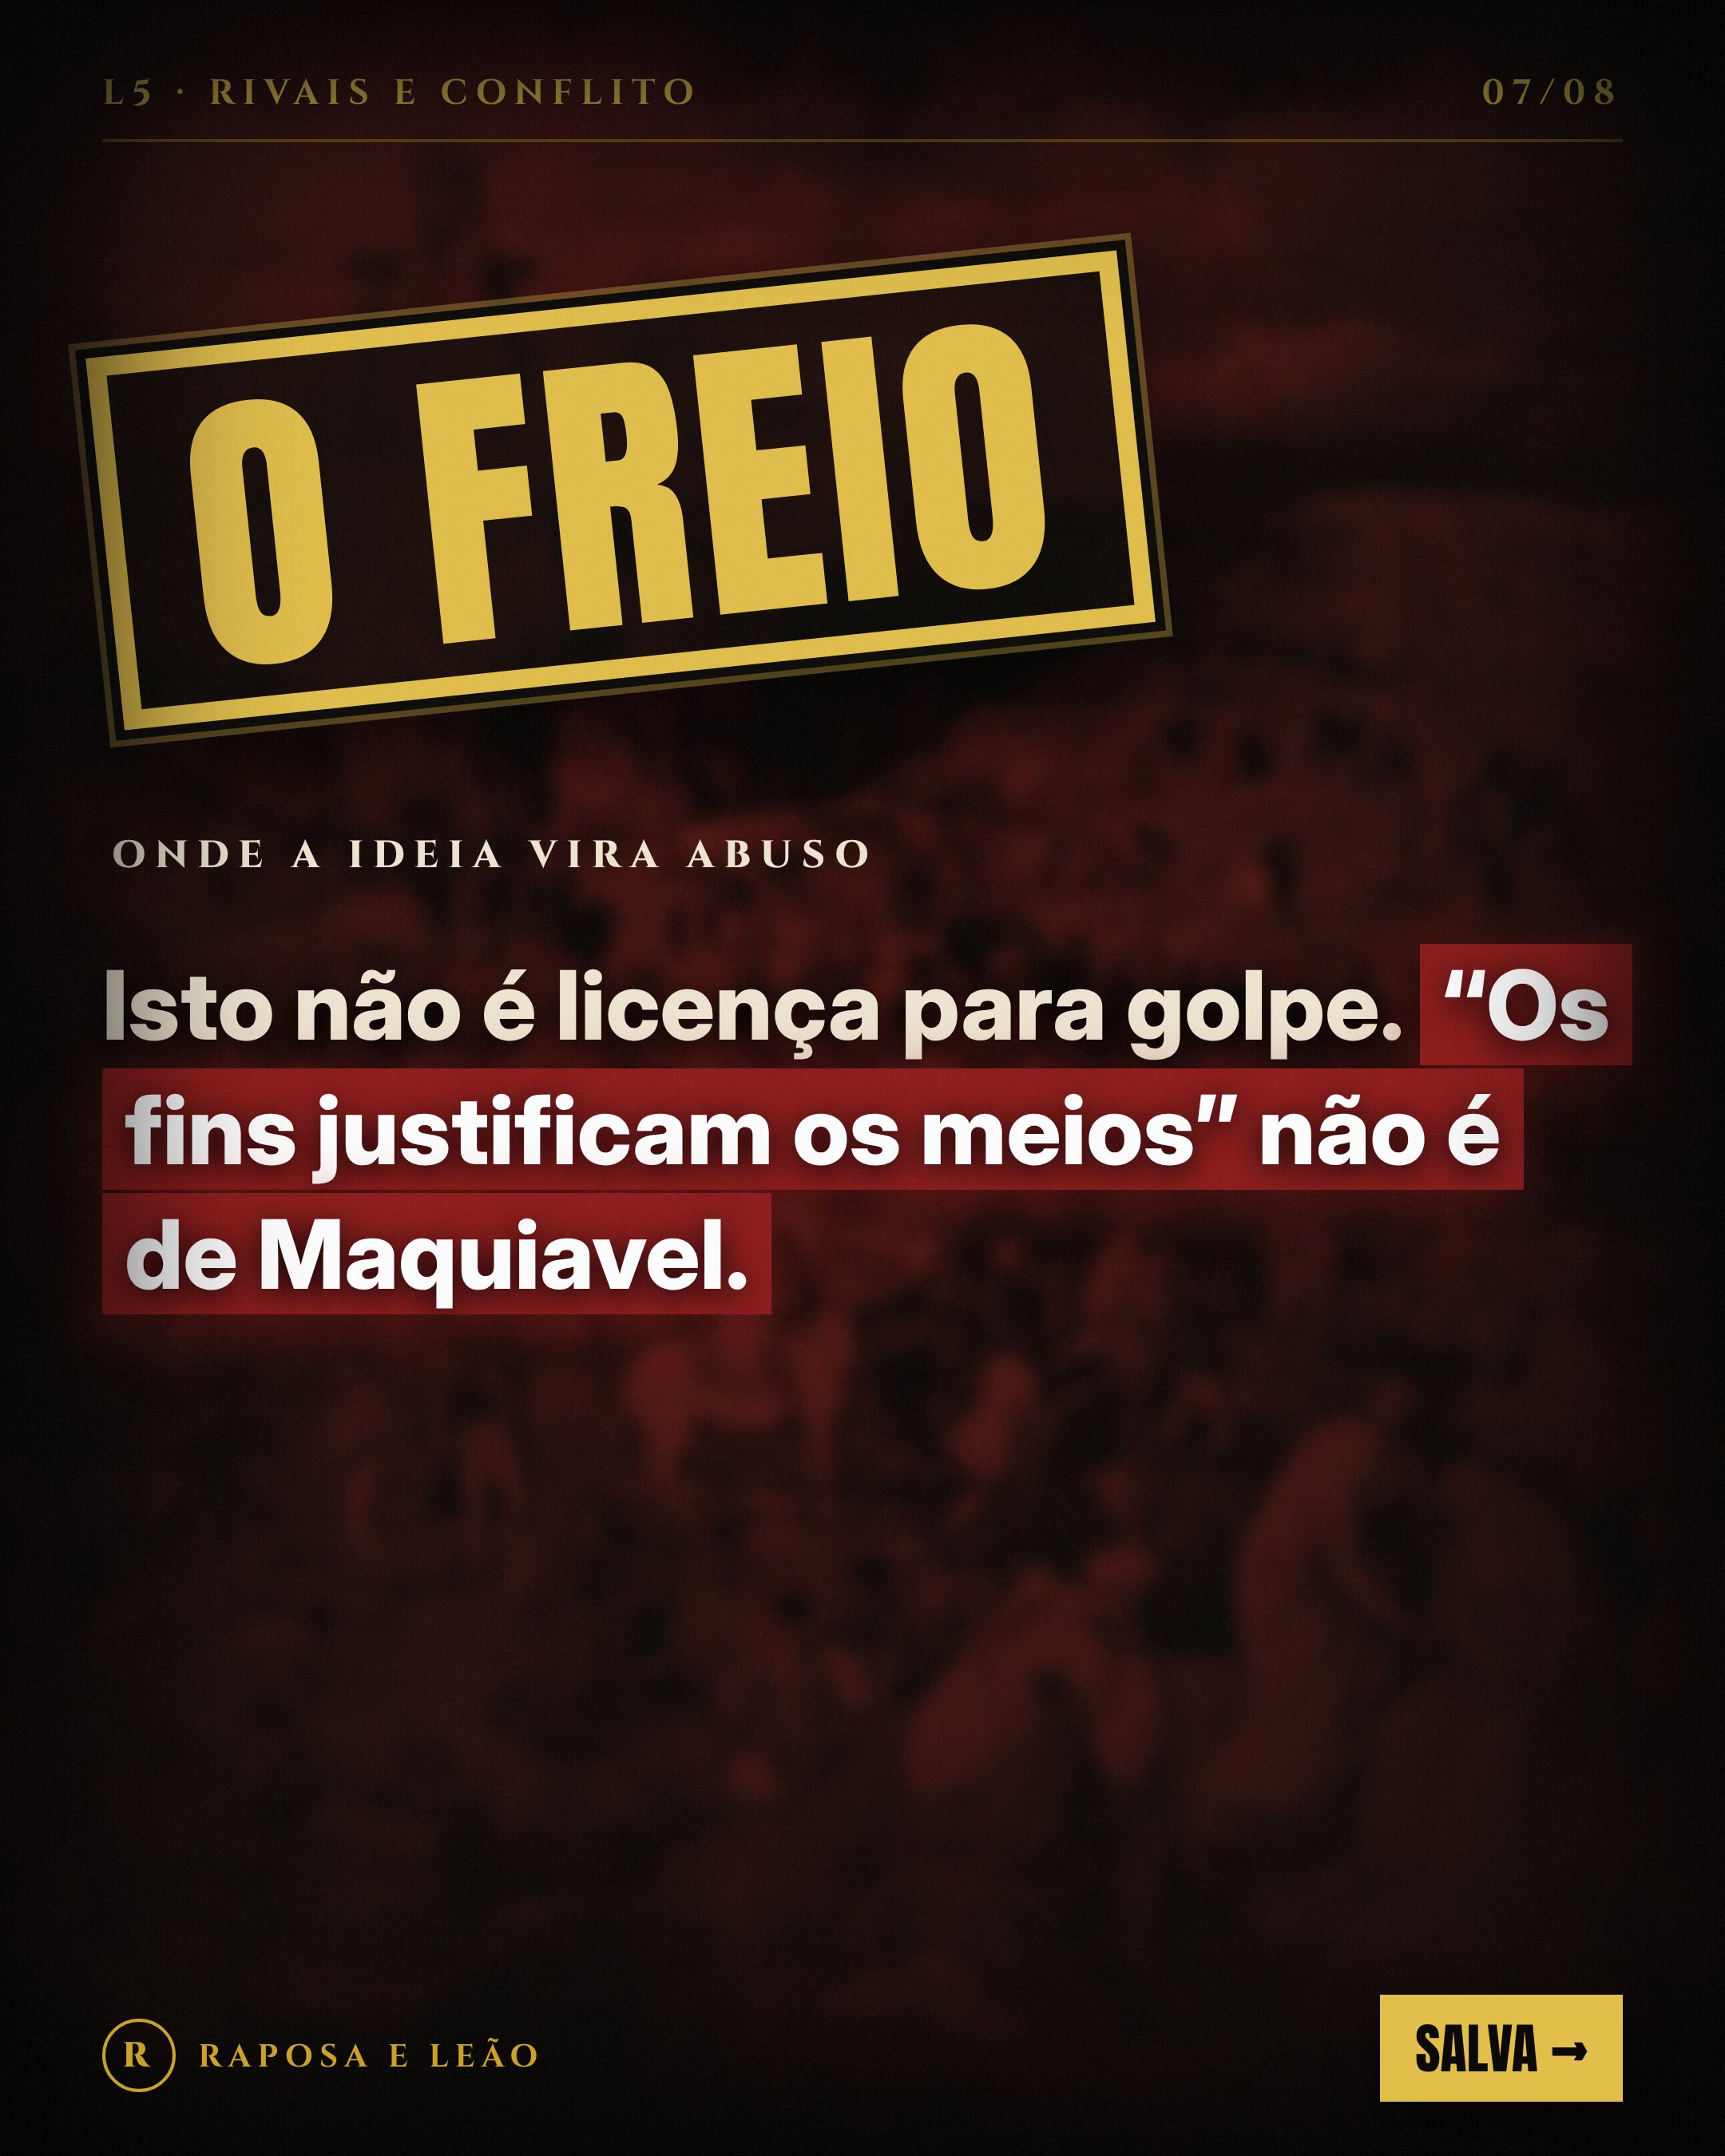 L5 · RIVAIS E CONFLITO
07/08
O FREIO
ONDE A IDEIA VIRA ABUSO
Isto não é licença para golpe. “Os
fins justificam os meios” não é
de Maquiavel.
R RAPOSA E LEÃO
SALVA →